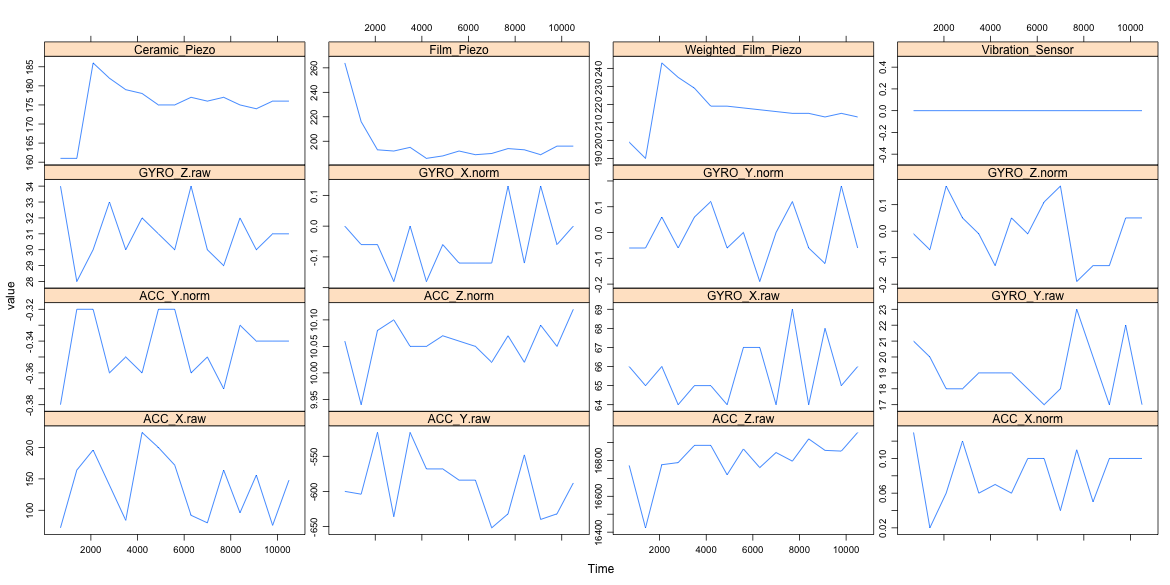 2000 4000 6000 8000 10000 2000 4000 6000 8000 10000
Ceramic_Piezo Film_Piezo Weighted_Film_Piezo Vibration_Sensor
160 165 170 175 180 185
200 220 240 260
190 200 210 220 230 240
-0.4 -0.2 0.0 0.2 0.4
GYRO_Z.raw GYRO_X.norm GYRO_Y.norm GYRO_Z.norm
28 29 30 31 32 33 34
-0.1 0.0 0.1
-0.2 -0.1 0.0 0.1
-0.2 -0.1 0.0 0.1
ACC_Y.norm ACC_Z.norm GYRO_X.raw GYRO_Y.raw
-0.38 -0.36 -0.34 -0.32
9.95 10.00 10.05 10.10
64 65 66 67 68 69
17 18 19 20 21 22 23
ACC_X.raw ACC_Y.raw ACC_Z.raw ACC_X.norm
100 150 200
-650 -600 -550
16400 16600 16800
0.02 0.06 0.10
2000 4000 6000 8000 10000 2000 4000 6000 8000 10000
value
Time